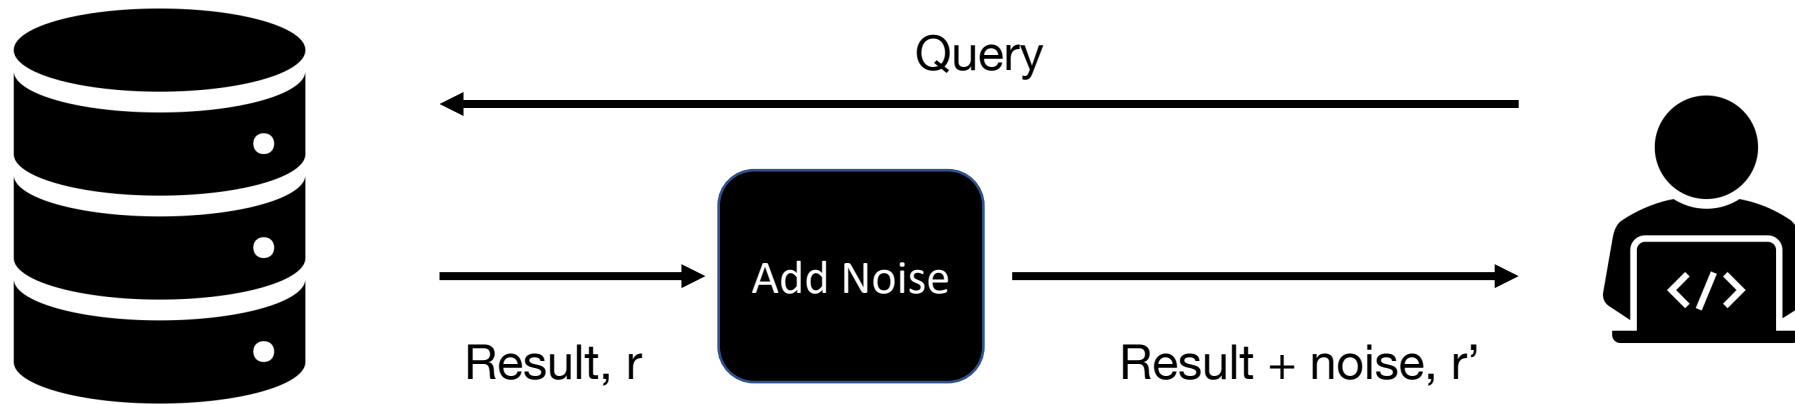 Query
Add Noise
Result, r
Result + noise, r’
</>